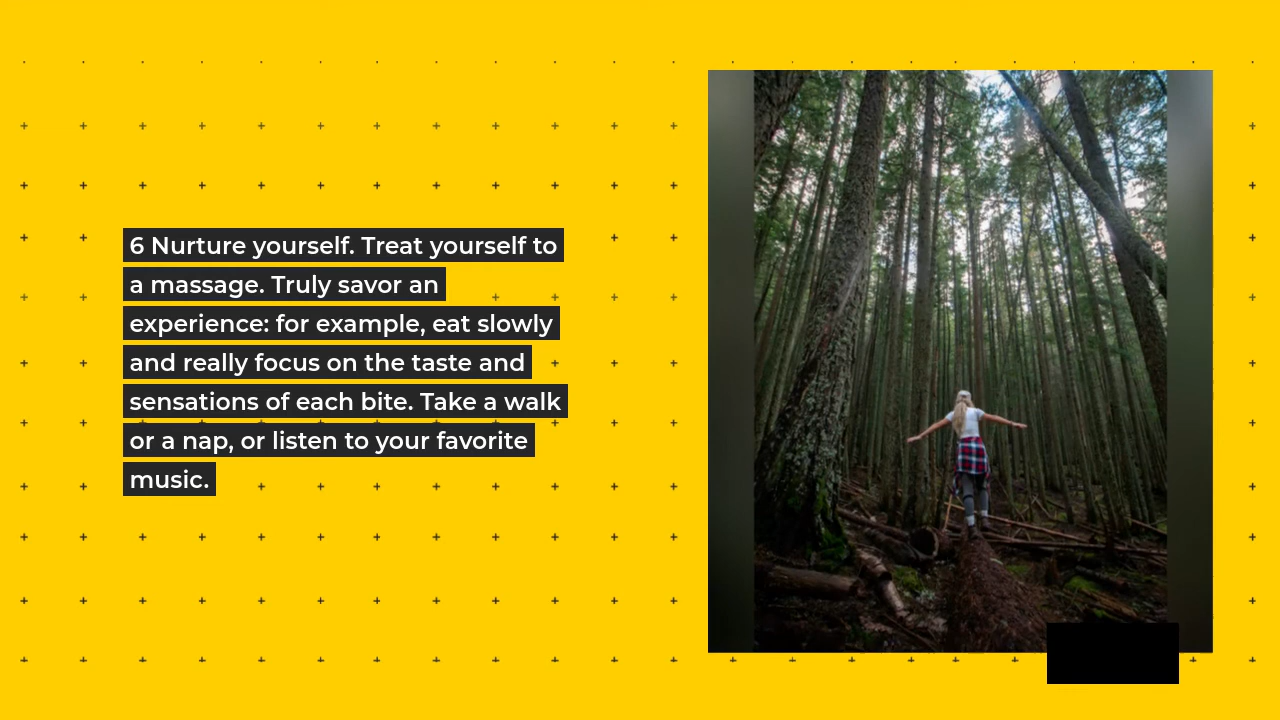 6 Nurture yourself. Treat yourself to
a massage. Truly savor an
experience: for example, eat slowly
and really focus on the taste and
sensations of each bite. Take a walk
or a nap, or listen to your favorite
music.